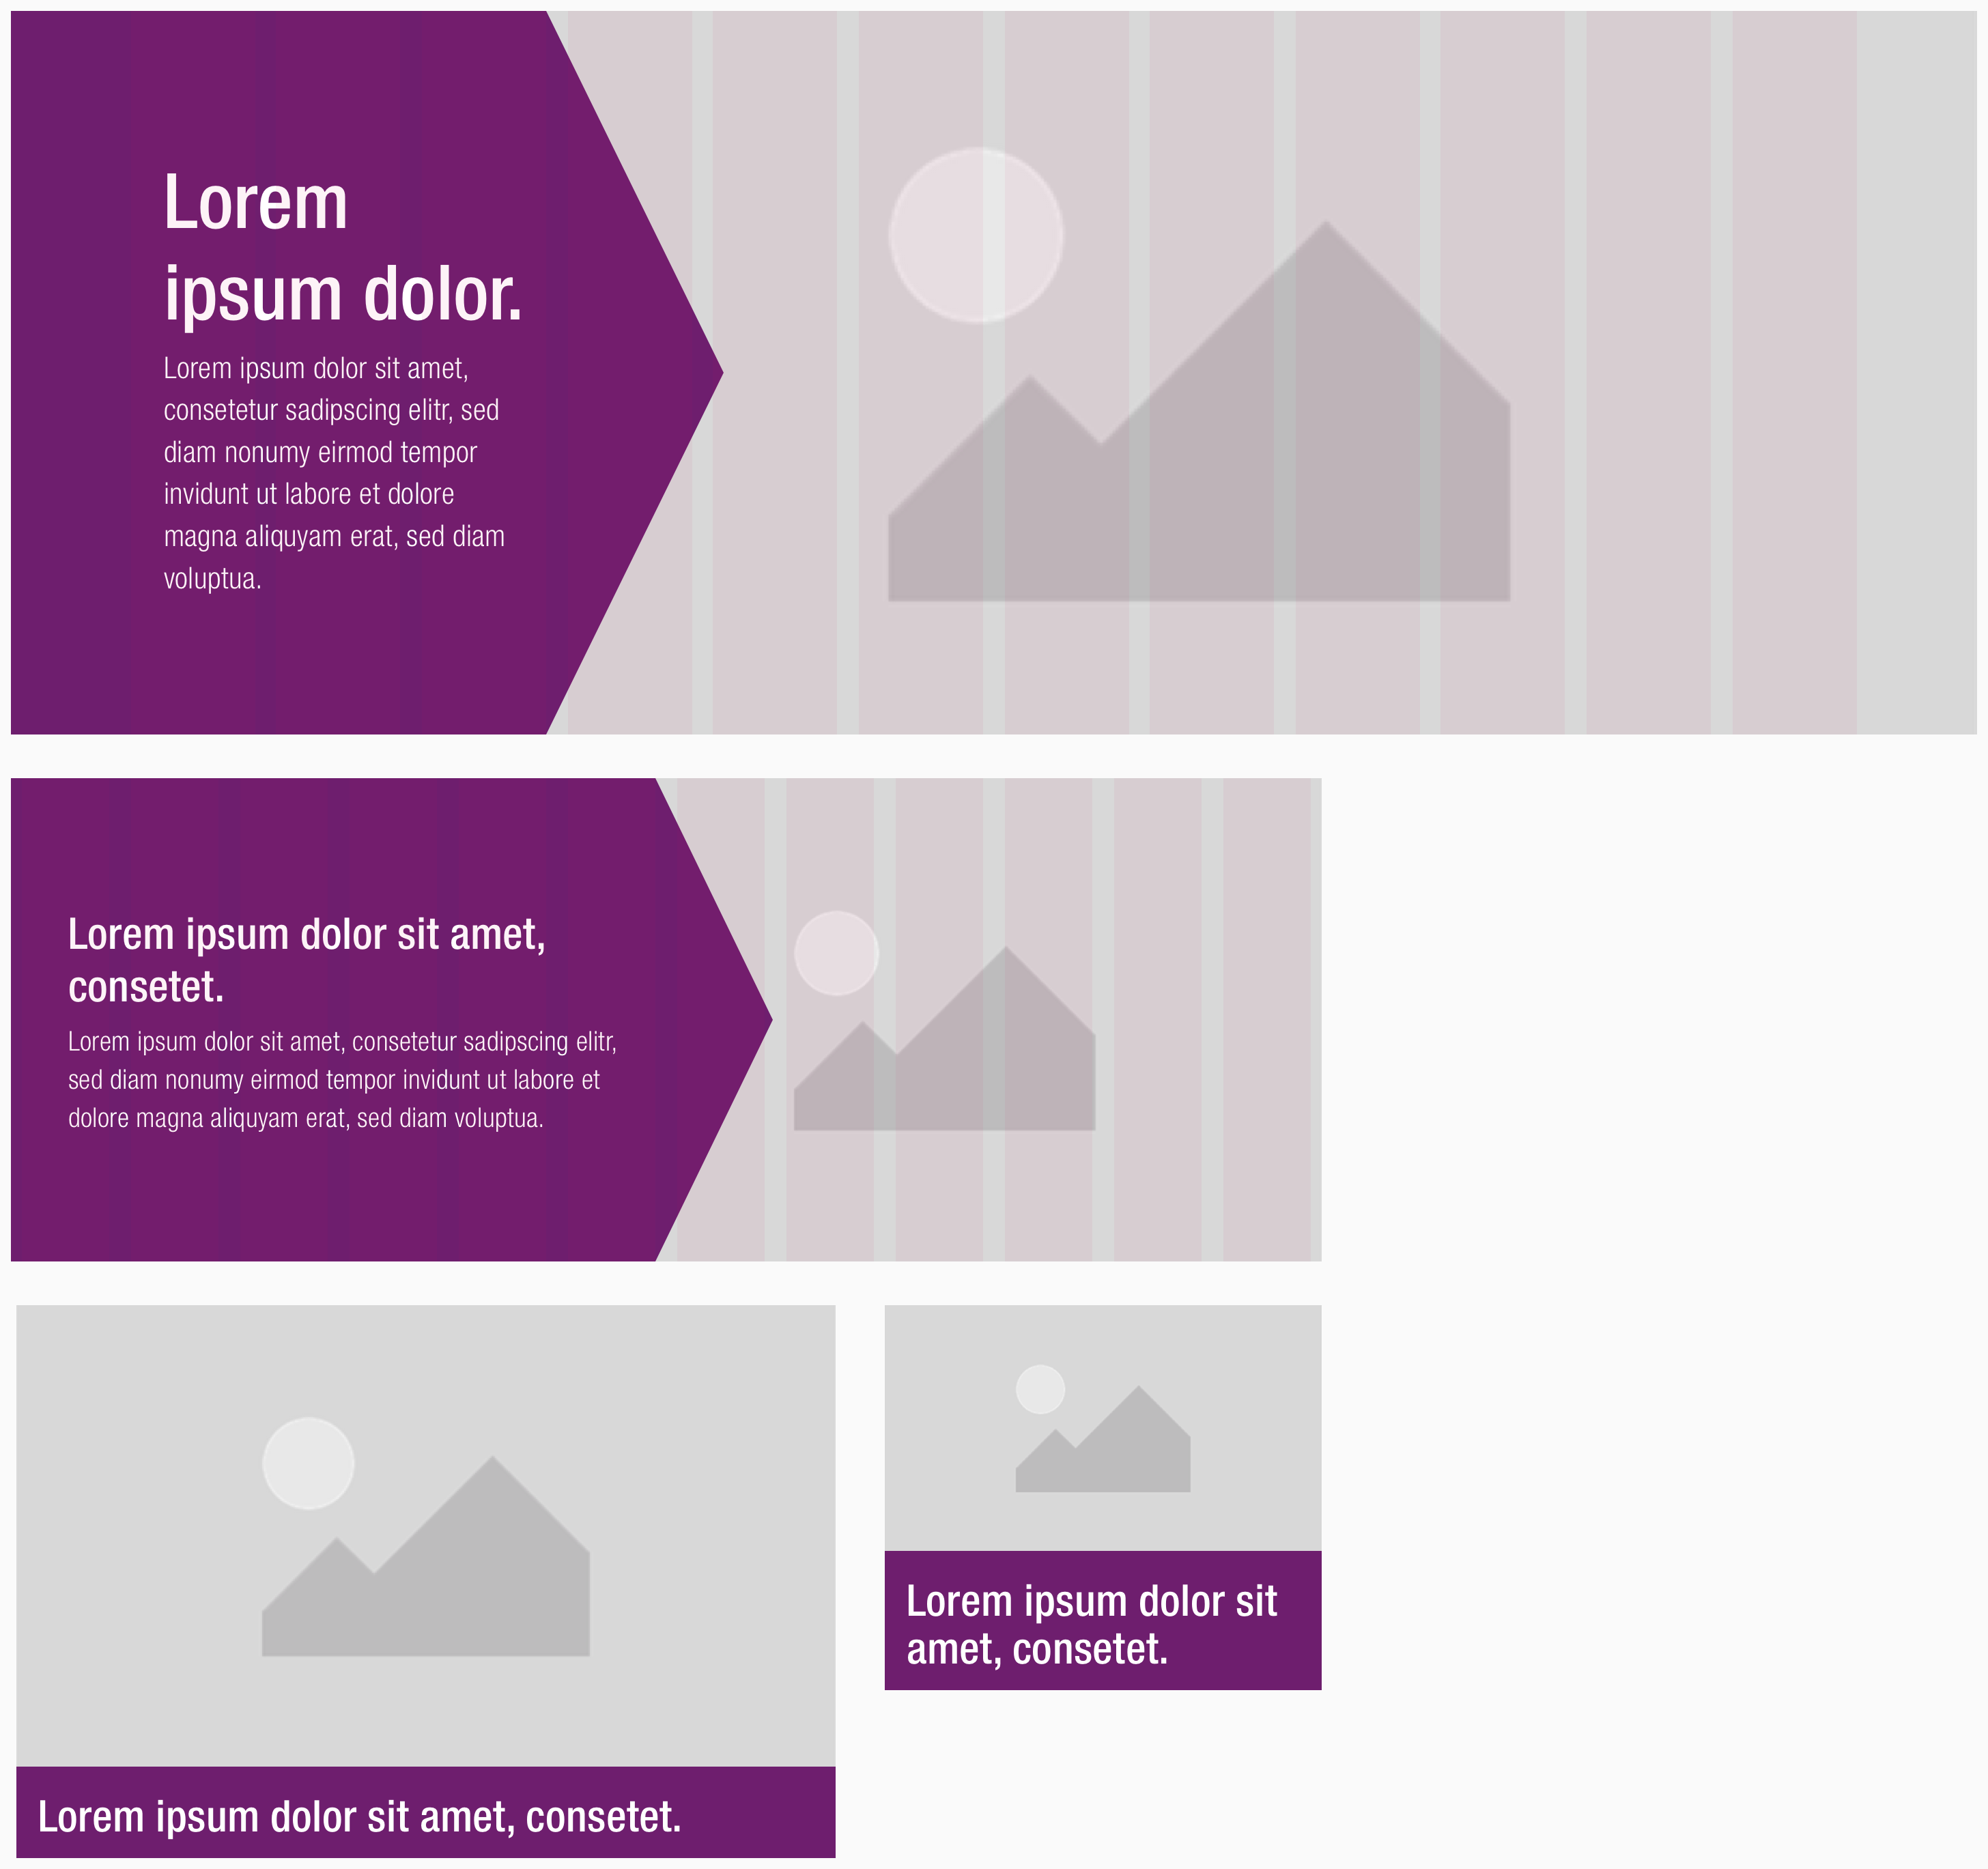 Lorem
ipsum dolor.
Lorem ipsum dolor sit amet,
consetetur sadipscing elitr, sed
diam nonumy eirmod tempor
invidunt ut labore et dolore
magna aliquyam erat, sed diam
voluptua.
Lorem ipsum dolor sit amet,
consetet.
Lorem ipsum dolor sit amet, consetetur sadipscing elitr,
sed diam nonumy eirmod tempor invidunt ut labore et
dolore magna aliquyam erat, sed diam voluptua.
Lorem ipsum dolor sit amet, consetet.
Lorem ipsum dolor sit
amet, consetet.